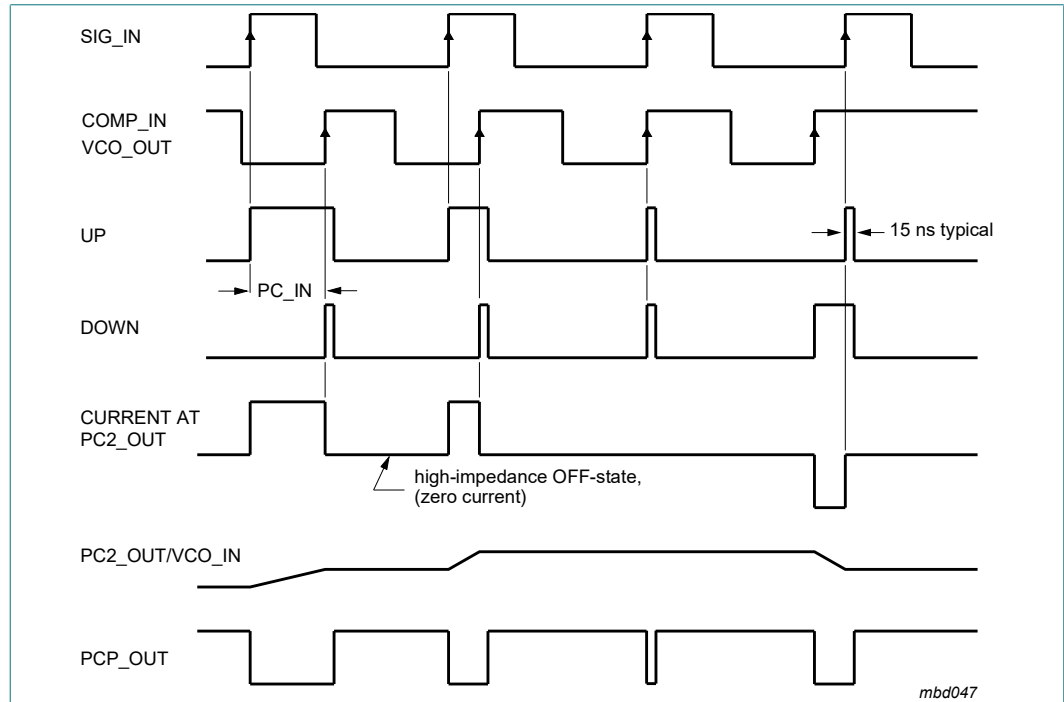 SIG_IN
COMP_IN
VCO_OUT
UP
15 ns typical
PC_IN
DOWN
CURRENT AT
PC2_OUT
high-impedance OFF-state,
(zero current)
PC2_OUT/VCO_IN
PCP_OUT
mbd047